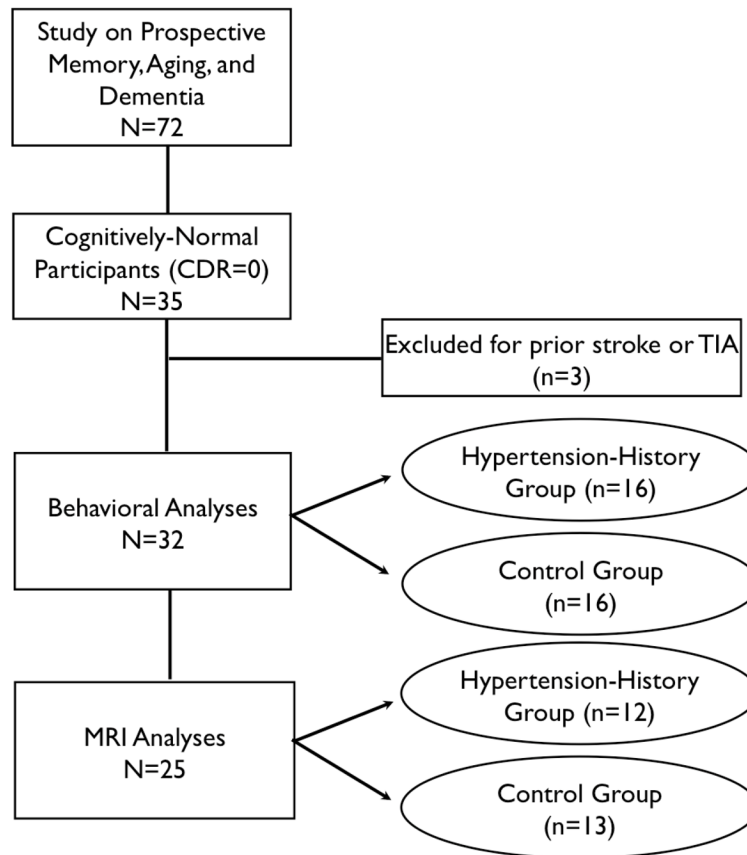 Study on Prospective
Memory, Aging, and
Dementia
N=72
Cognitively-Normal
Participants (CDR=0)
N=35
Excluded for prior stroke or TIA
(n=3)
Behavioral Analyses
N=32
Hypertension-History
Group (n=16)
Control Group
(n=16)
MRI Analyses
N=25
Hypertension-History
Group (n=12)
Control Group
(n=13)